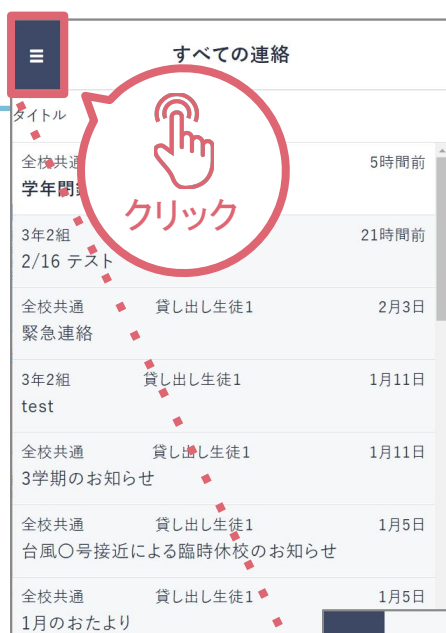 すべての連絡
タイトル
クリック
全校共通 5時間前
学年閉
3年2組 21時間前
2/16 テスト
全校共通 貸し出し生徒1 2月3日
緊急連絡
3年2組 貸し出し生徒1 1月11日
test
全校共通 貸し出し生徒1 1月11日
3学期のお知らせ
全校共通 貸し出し生徒1 1月5日
台風〇号接近による臨時休校のお知らせ
全校共通 貸し出し生徒1 1月5日
1月のおたより